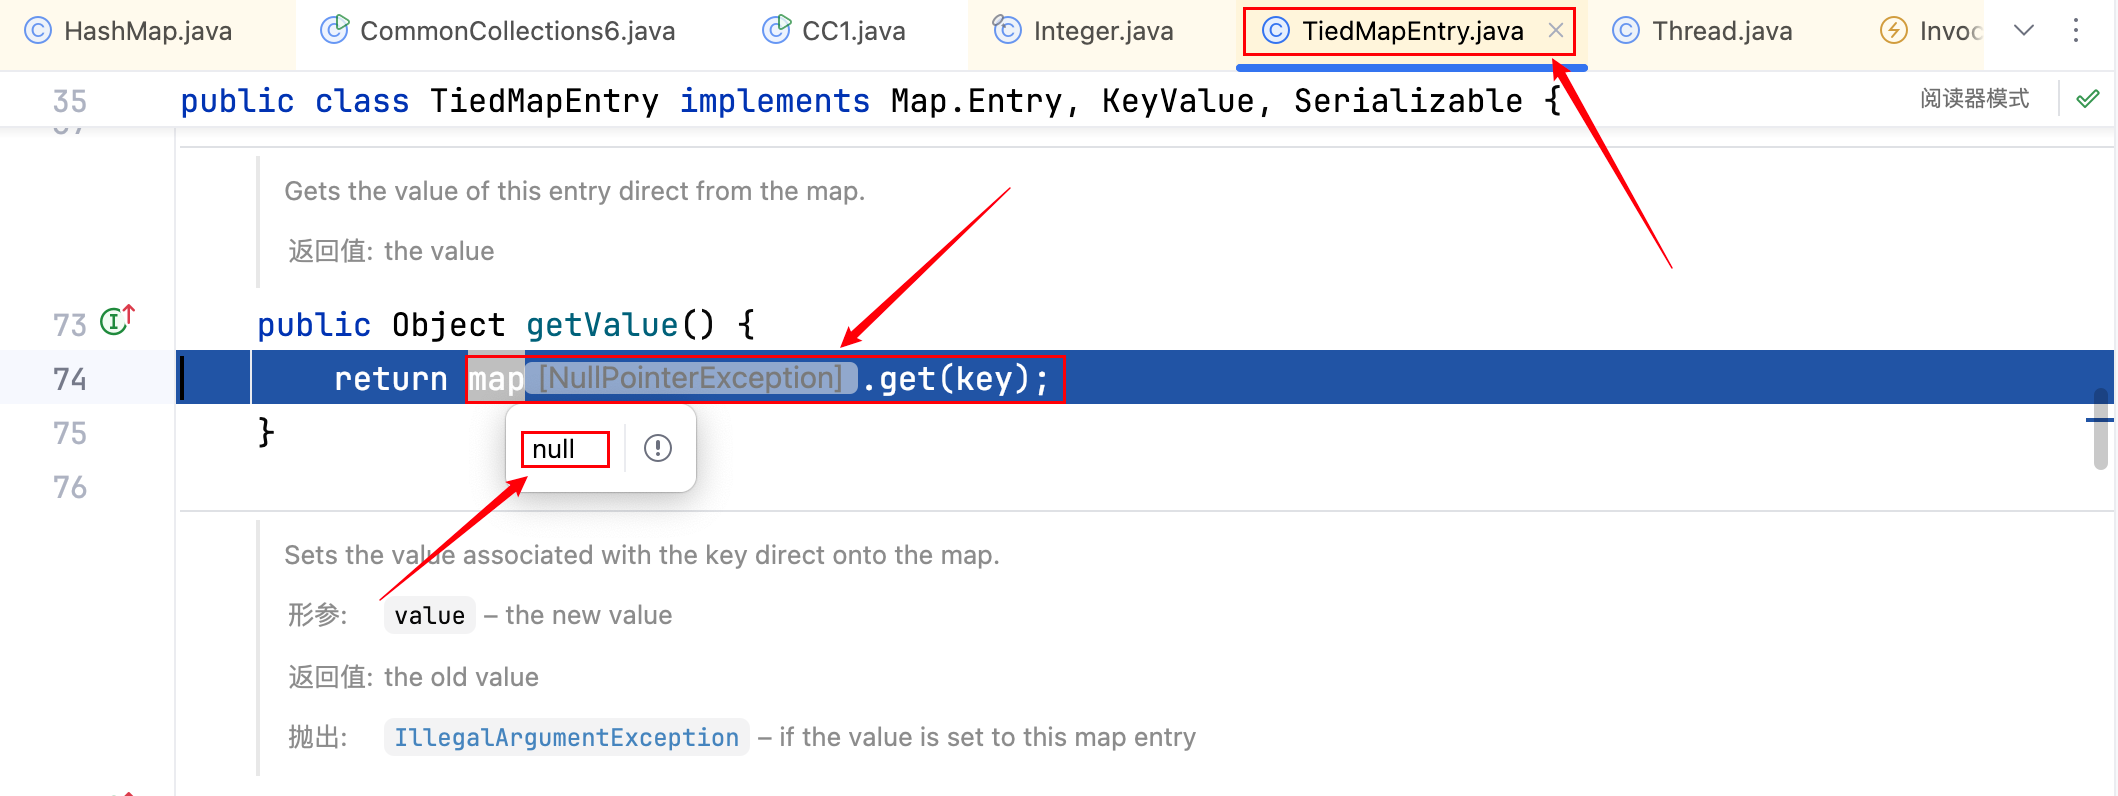 HashMap.java CommonCollections6.java CC1.java Integer.java TiedMapEntry.java Thread.java Invoc
35 public class TiedMapEntry implements Map.Entry, KeyValue, Serializable { 阅读器模式
Gets the value of this entry direct from the map.
返回值: the value
73 public Object getValue() {
74 return map [NullPointerException] .get(key);
75 }
null
76
Sets the value associated with the key direct onto the map.
形参: value – the new value
返回值: the old value
抛出: IllegalArgumentException – if the value is set to this map entry